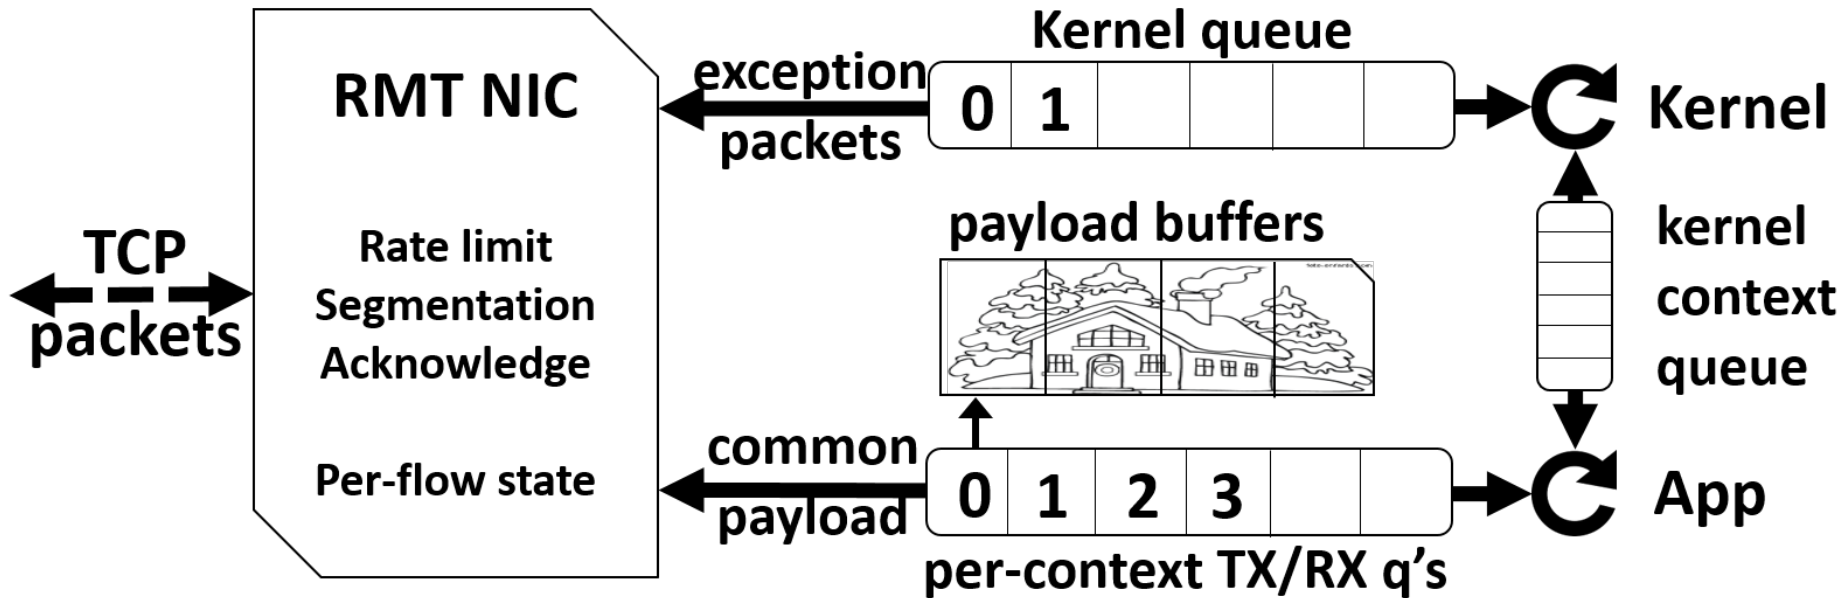 Kernel queue
RMT NIC
exception
0 1
Kernel
packets
TCP
packets
Rate limit
Segmentation
Acknowledge
payload buffers
kernel
context
queue
Per-flow state
common
payload
0 1 2 3
App
per-context TX/RX q's